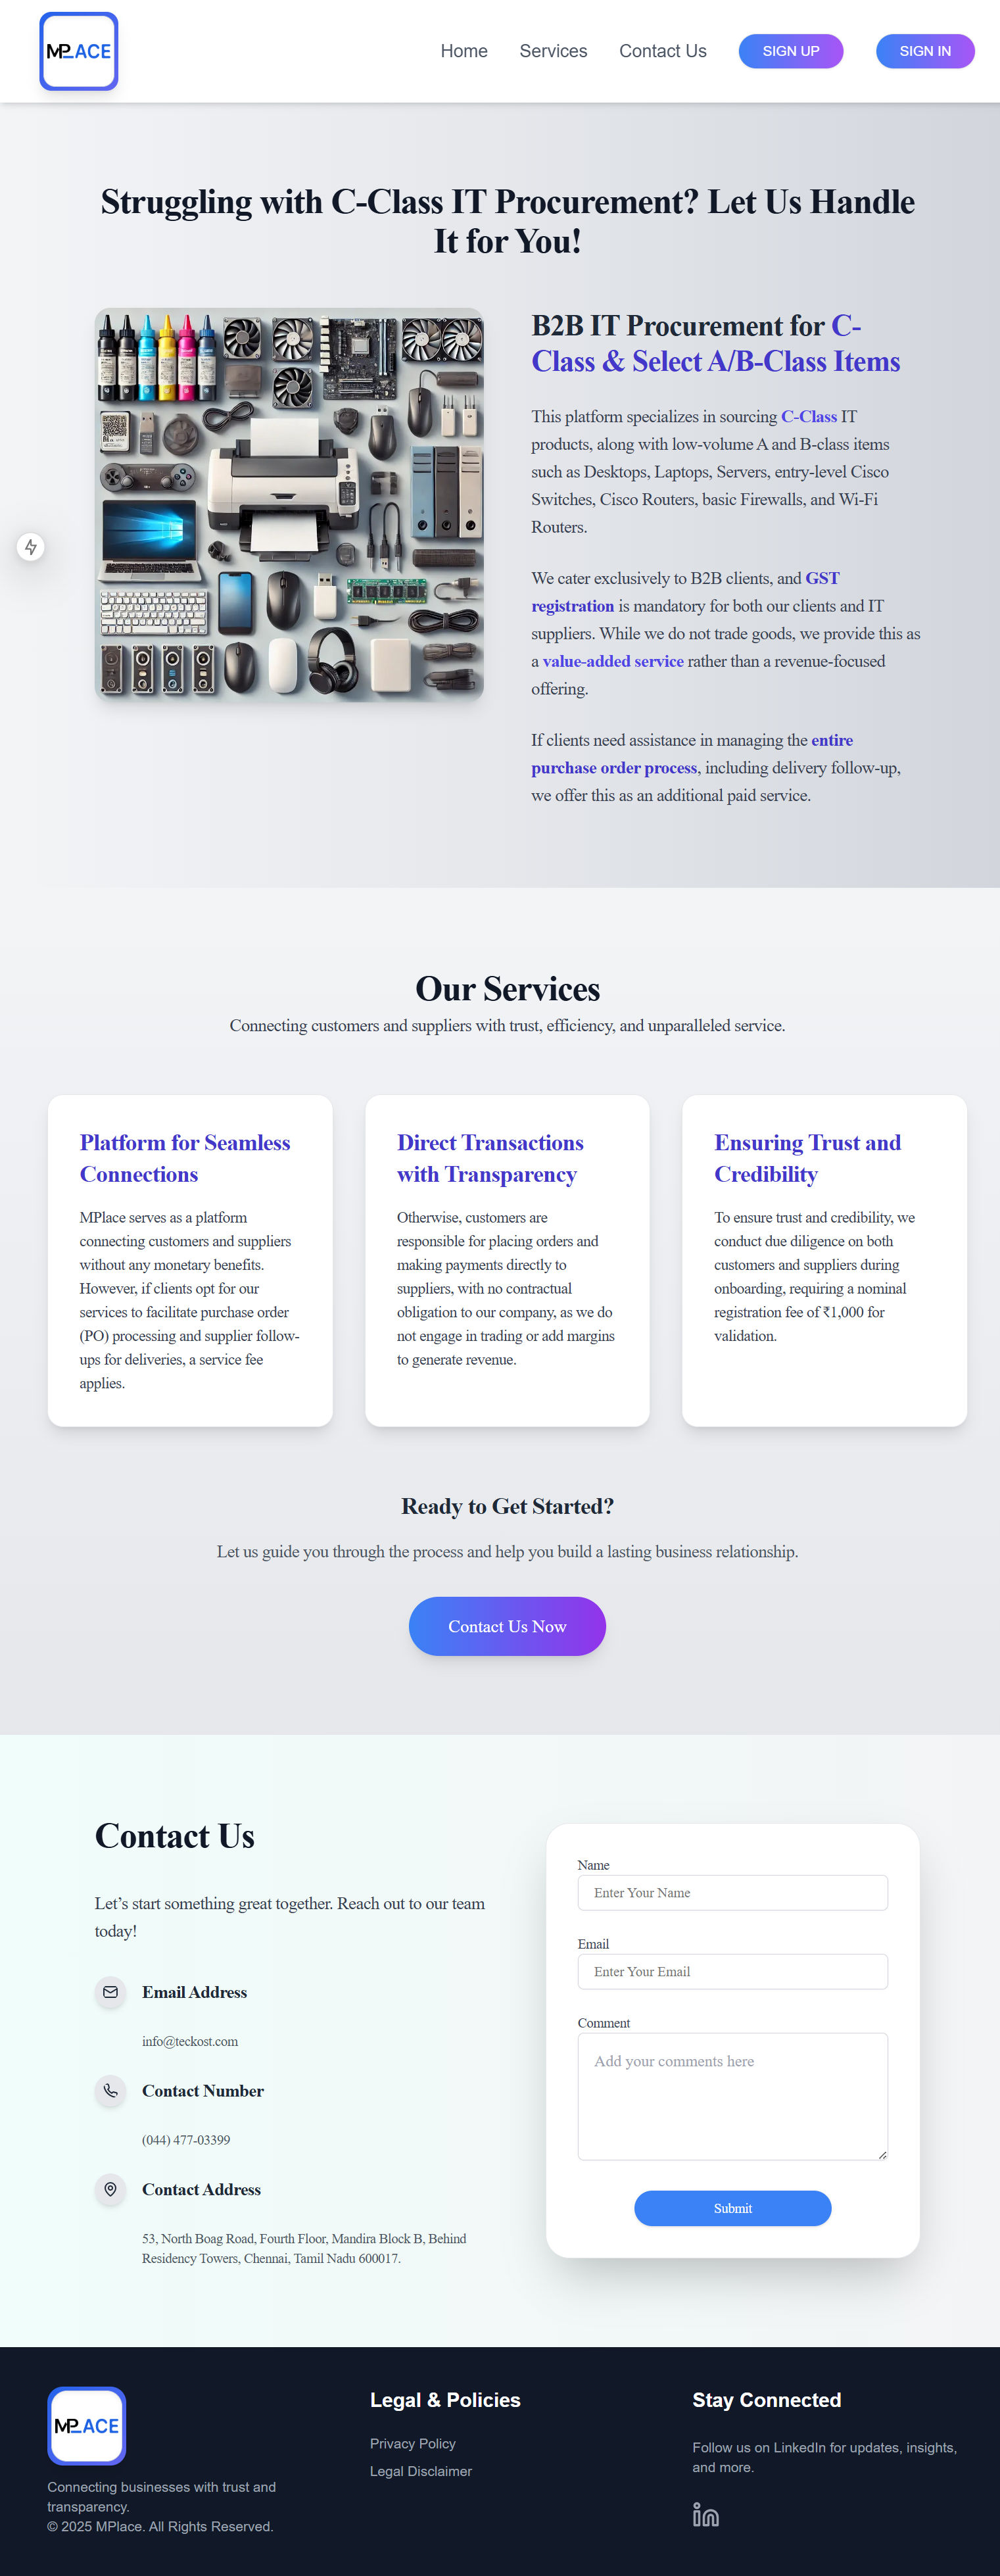 MPLACE
Home
Services
Contact Us
SIGN UP
SIGN IN
Struggling with C-Class IT Procurement? Let Us Handle
It for You!
B2B IT Procurement for C-
Class & Select A/B-Class Items
This platform specializes in sourcing C-Class IT
products, along with low-volume A and B-class items
such as Desktops, Laptops, Servers, entry-level Cisco
Switches, Cisco Routers, basic Firewalls, and Wi-Fi
Routers.
We cater exclusively to B2B clients, and GST
registration is mandatory for both our clients and IT
suppliers. While we do not trade goods, we provide this as
a value-added service rather than a revenue-focused
offering.
If clients need assistance in managing the entire
purchase order process, including delivery follow-up,
we offer this as an additional paid service.
Our Services
Connecting customers and suppliers with trust, efficiency, and unparalleled service.
Platform for Seamless
Connections
MPlace serves as a platform
connecting customers and suppliers
without any monetary benefits.
However, if clients opt for our
services to facilitate purchase order
(PO) processing and supplier follow-
ups for deliveries, a service fee
applies.
Direct Transactions
with Transparency
Otherwise, customers are
responsible for placing orders and
making payments directly to
suppliers, with no contractual
obligation to our company, as we do
not engage in trading or add margins
to generate revenue.
Ensuring Trust and
Credibility
To ensure trust and credibility, we
conduct due diligence on both
customers and suppliers during
onboarding, requiring a nominal
registration fee of ₹1,000 for
validation.
Ready to Get Started?
Let us guide you through the process and help you build a lasting business relationship.
Contact Us Now
Contact Us
Let’s start something great together. Reach out to our team
today!
Email Address
info@teckost.com
Contact Number
(044) 477-03399
Contact Address
53, North Boag Road, Fourth Floor, Mandira Block B, Behind
Residency Towers, Chennai, Tamil Nadu 600017.
Name
Enter Your Name
Email
Enter Your Email
Comment
Add your comments here
Submit
MPLACE
Connecting businesses with trust and
transparency.
© 2025 MPlace. All Rights Reserved.
Legal & Policies
Privacy Policy
Legal Disclaimer
Stay Connected
Follow us on LinkedIn for updates, insights,
and more.